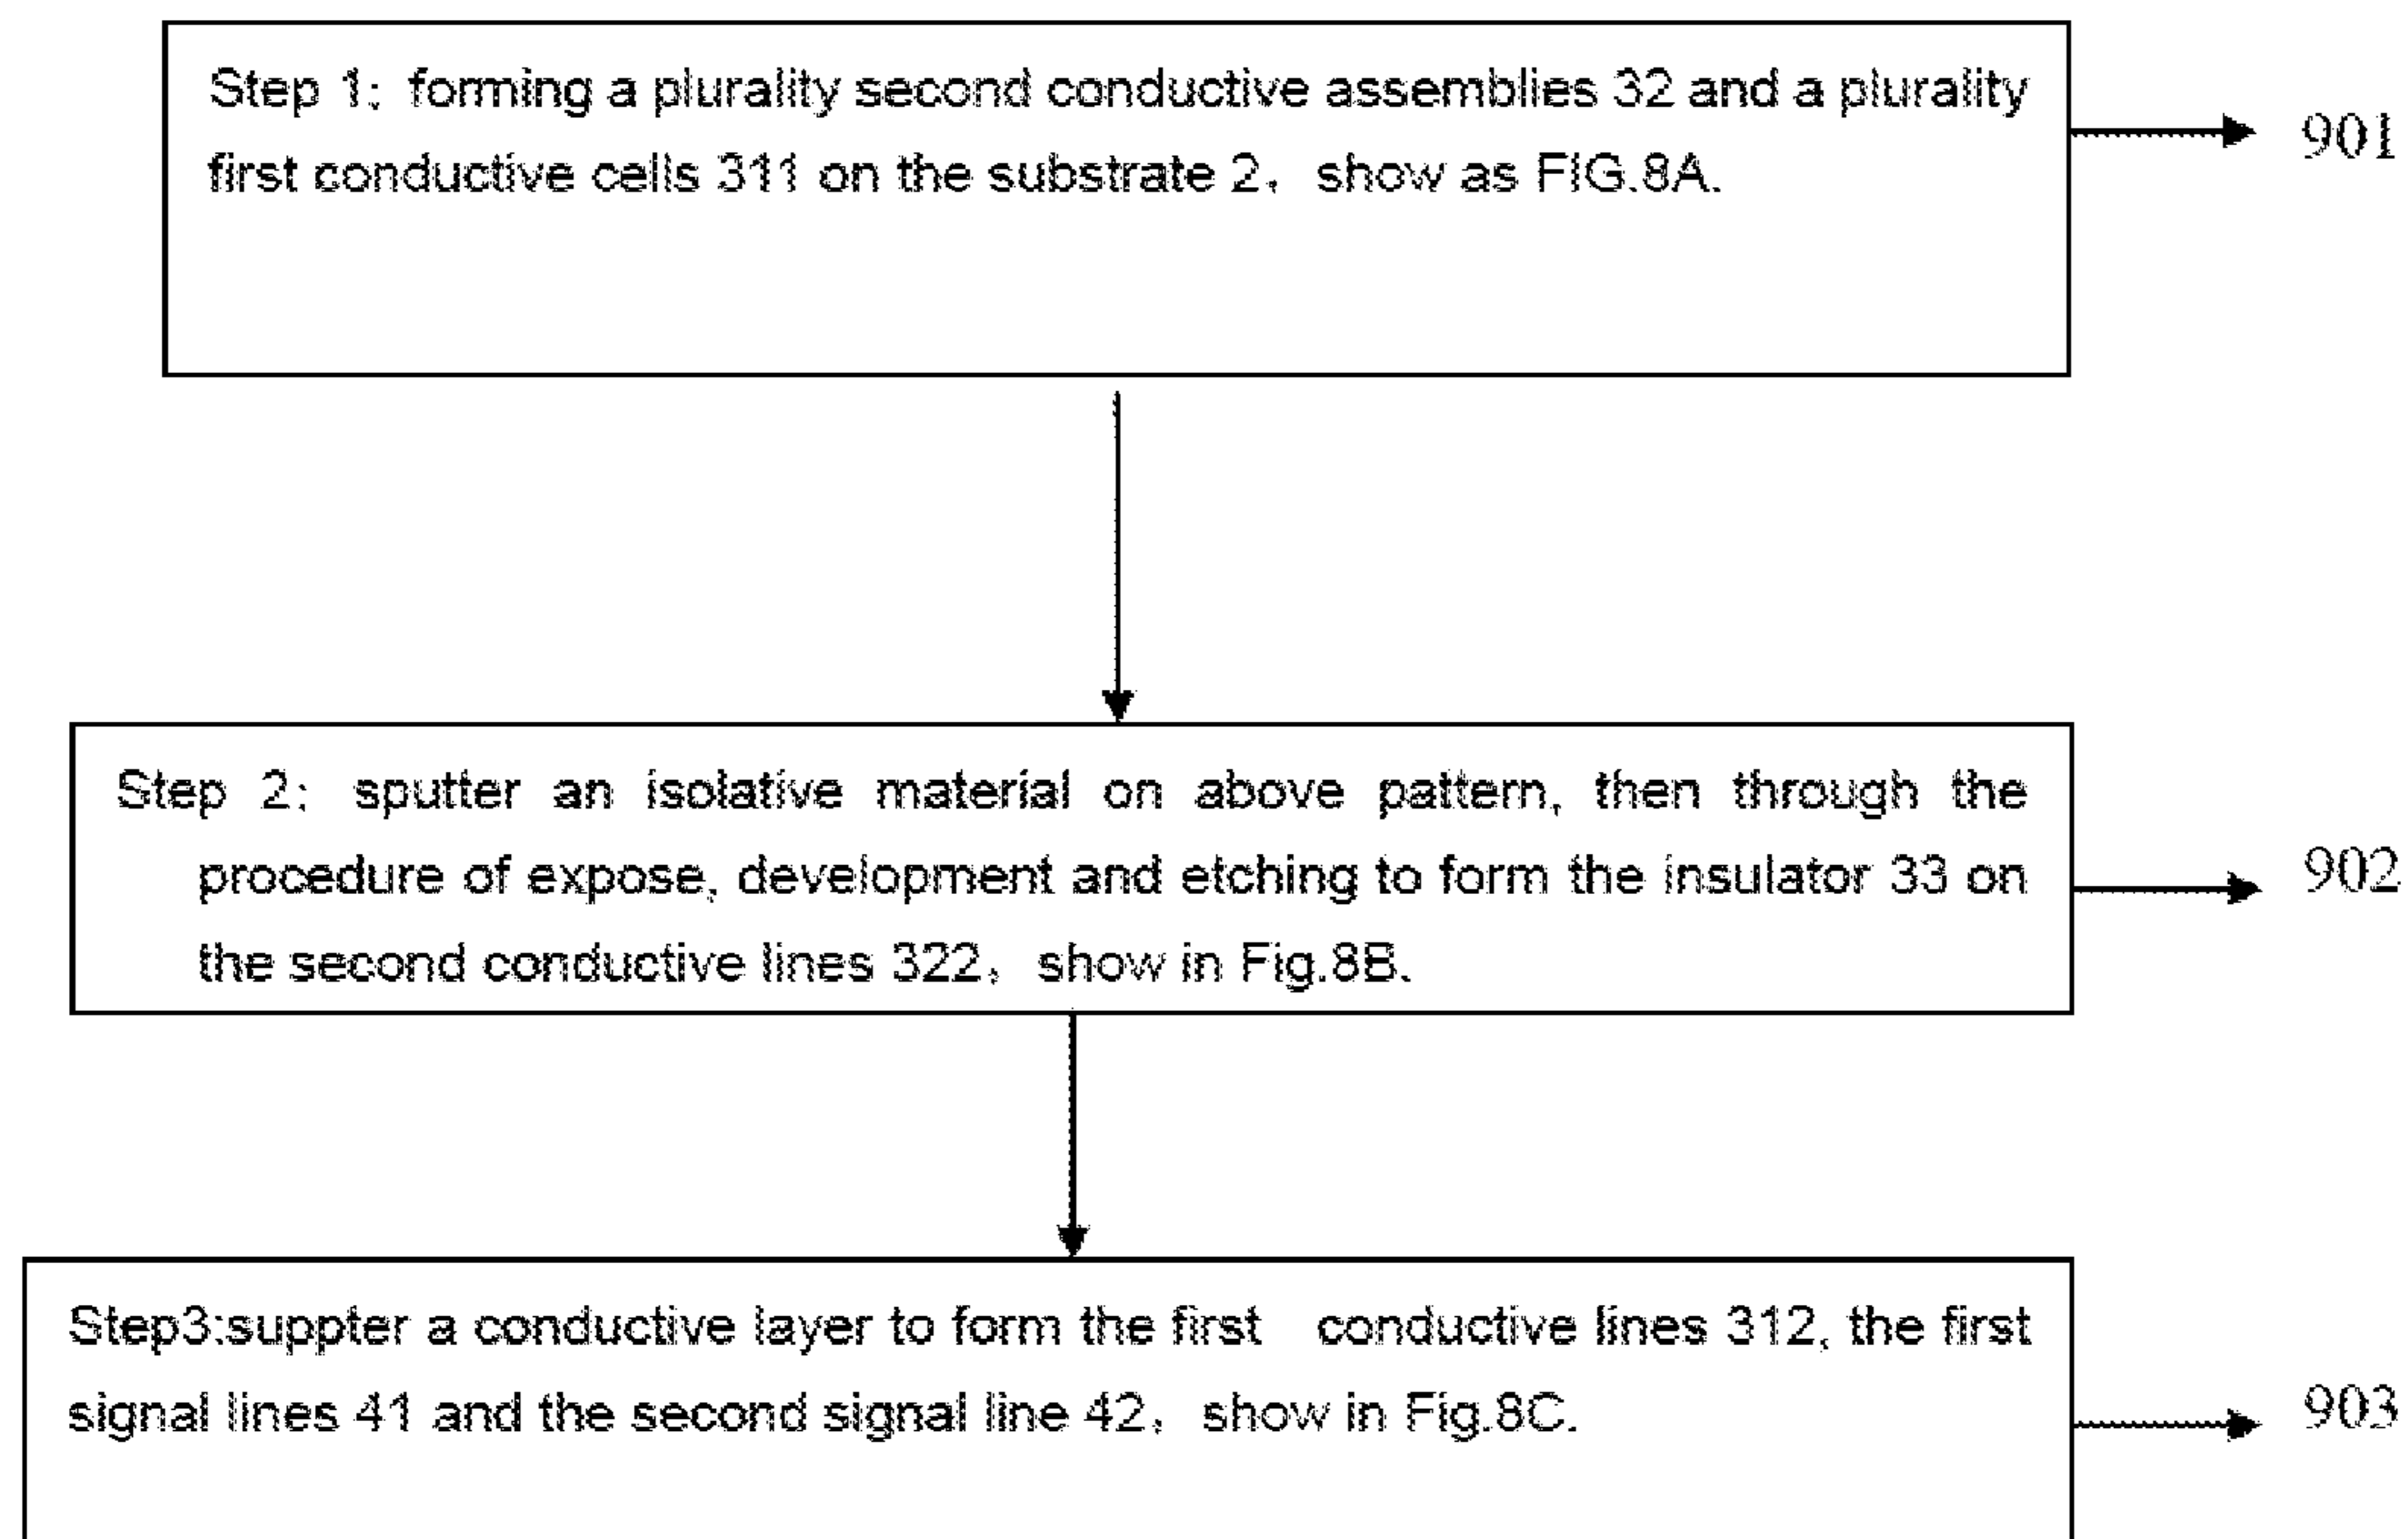 Step 1: forming a plurality second conductive assemblies 32 and a plurality
first conductive cells 311 on the substrate 2, show as FIG.8A.
901
Step 2: sputter an isolative material on above pattern, then through the
procedure of expose, development and etching to form the insulator 33 on
the second conductive lines 322, show in Fig.8B.
902
Step3:suppter a conductive layer to form the first conductive lines 312, the first
signal lines 41 and the second signal line 42, show in Fig.8C.
903